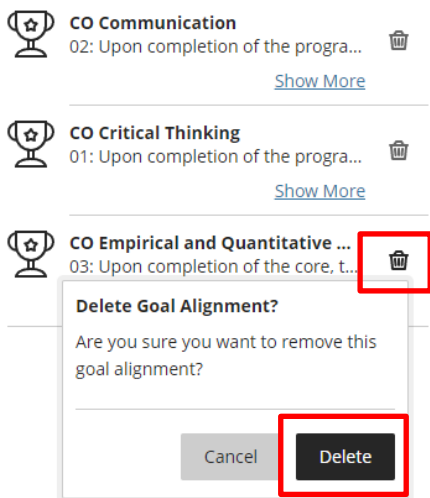 CO Communication
02: Upon completion of the progra...
Show More
CO Critical Thinking
01: Upon completion of the progra...
Show More
CO Empirical and Quantitative ...
03: Upon completion of the core, t...
Delete Goal Alignment?
Are you sure you want to remove this
goal alignment?
Cancel Delete